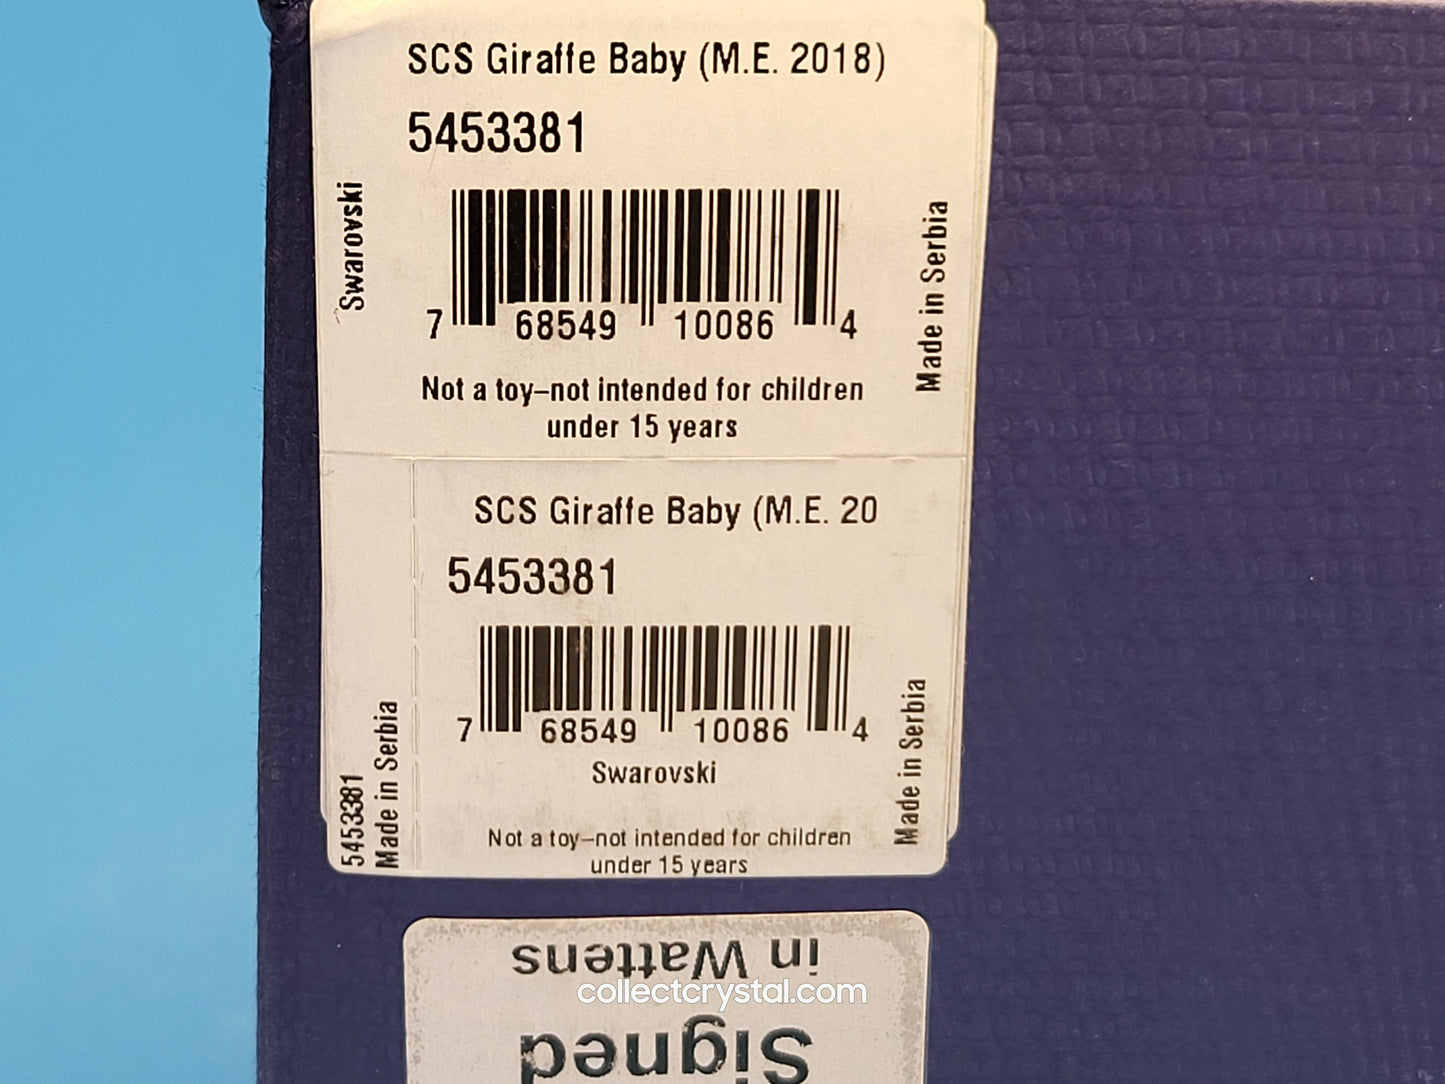 SCS Giraffe Baby (M.E. 2018)
5453381
Swarovski
7 68549 10086 4
Made in Serbia
Not a toy–not intended for children
under 15 years
SCS Giraffe Baby (M.E. 20
5453381
7 68549 10086 4
Swarovski
Made in Serbia
5453381
Made in Serbia
Not a toy–not intended for children
under 15 years
Signed
in Wattens
collectcrystal.com